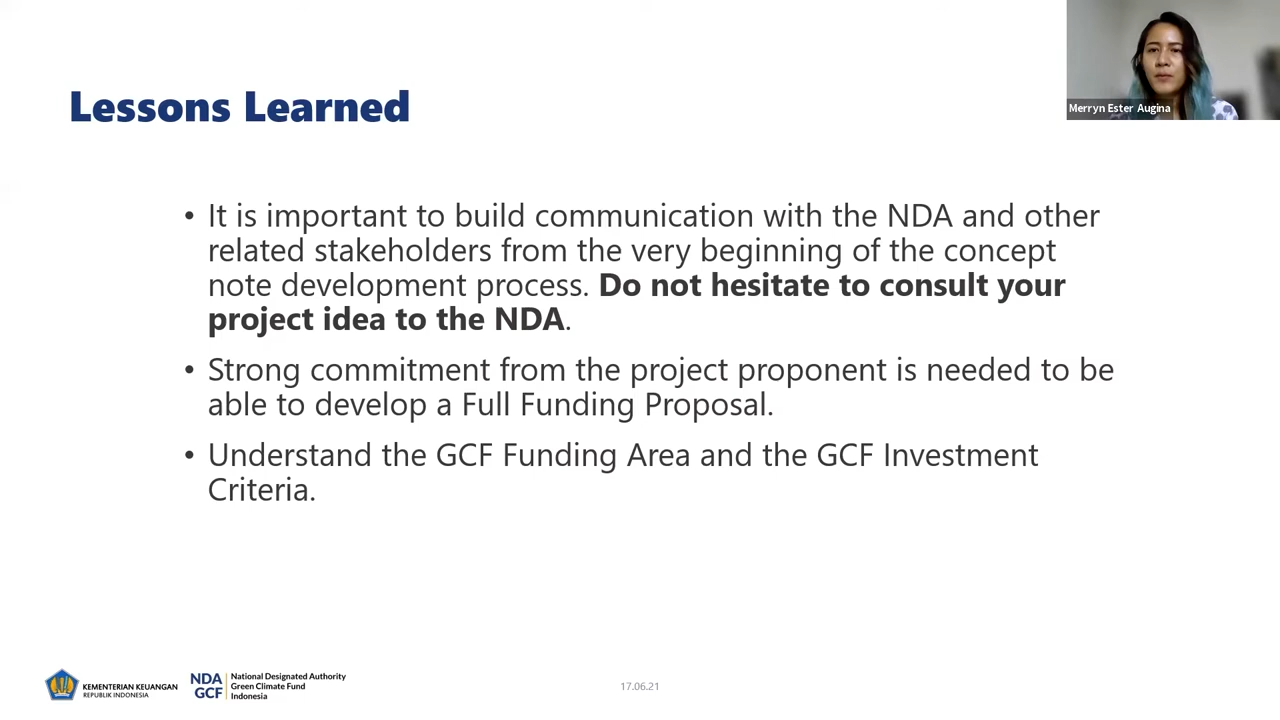 Merryn Ester Augina
Lessons Learned
• It is important to build communication with the NDA and other
related stakeholders from the very beginning of the concept
note development process. Do not hesitate to consult your
project idea to the NDA.
• Strong commitment from the project proponent is needed to be
able to develop a Full Funding Proposal.
• Understand the GCF Funding Area and the GCF Investment
Criteria.
KEMENTERIAN KEUANGAN
REPUBLIK INDONESIA
NDA
GCF
National Designated Authority
Green Climate Fund
Indonesia
17.06.21